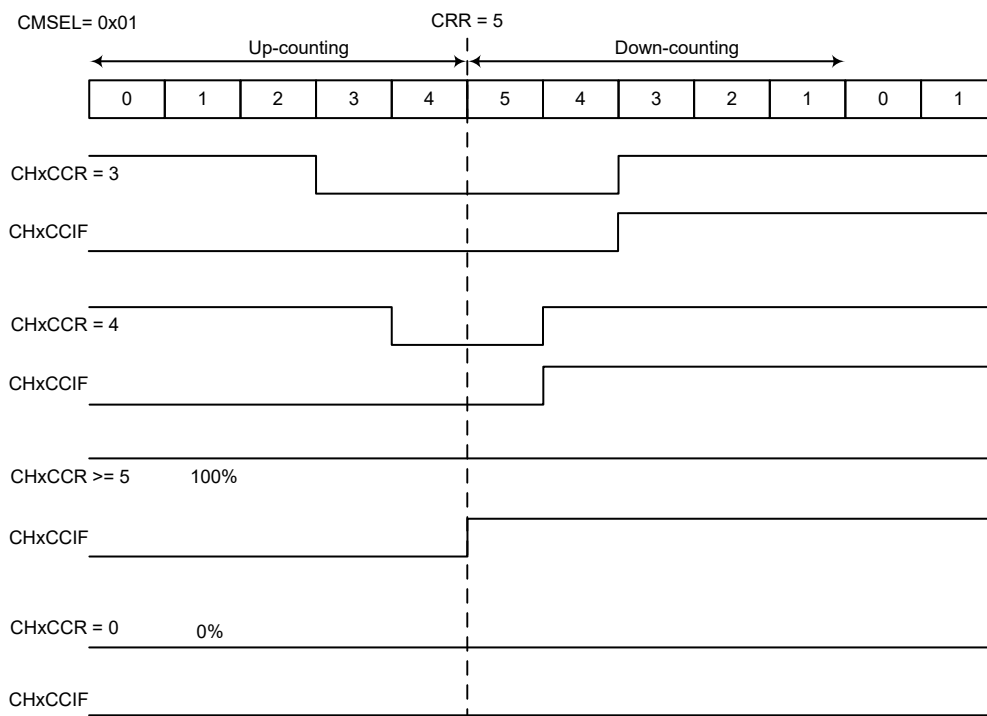 CMSEL= 0x01
CRR = 5
Up-counting
Down-counting
0 1 2 3 4 5 4 3 2 1 0 1
CHxCCR = 3
CHxCCIF
CHxCCR = 4
CHxCCIF
CHxCCR >= 5 100%
CHxCCIF
CHxCCR = 0 0%
CHxCCIF